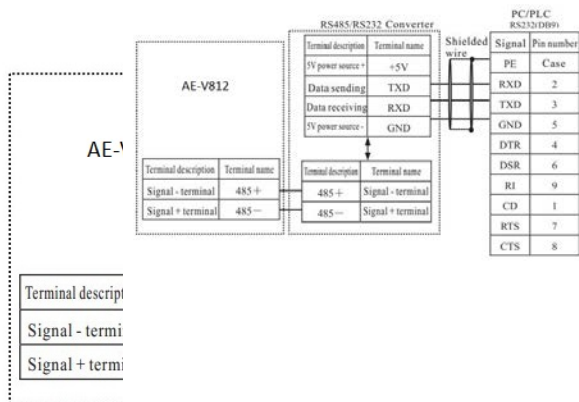 PC/PLC
RS485/RS232 Converter RS232(DB9)
Terminal description Terminal name Shielded wire Signal Pin number
5V power source + +5V PE Case
AE-V812 Data sending TXD RXD 2
Data receiving RXD TXD 3
5V power source- GND GND 5
AE-V DTR 4
Terminal description Terminal name Terminal description Terminal name DSR 6
Signal - terminal 485+ 485+ Signal - terminal RI 9
Signal + terminal 485- 485- Signal + terminal CD 1
RTS 7
CTS 8
Terminal descript
Signal - termi
Signal + termi